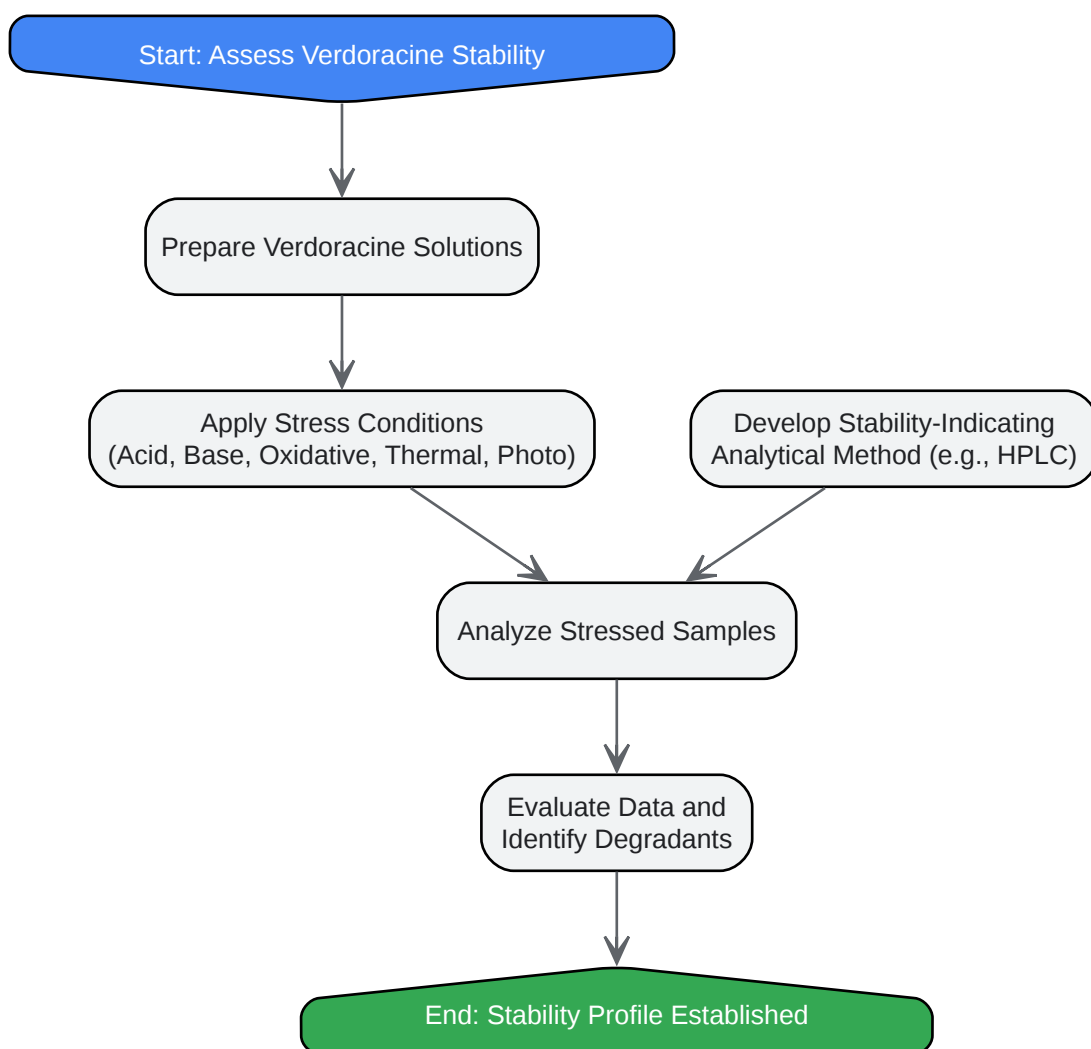 Start: Assess Verdoracine Stability
Prepare Verdoracine Solutions
Apply Stress Conditions
(Acid, Base, Oxidative, Thermal, Photo)
Develop Stability-Indicating
Analytical Method (e.g., HPLC)
Analyze Stressed Samples
Evaluate Data and
Identify Degradants
End: Stability Profile Established